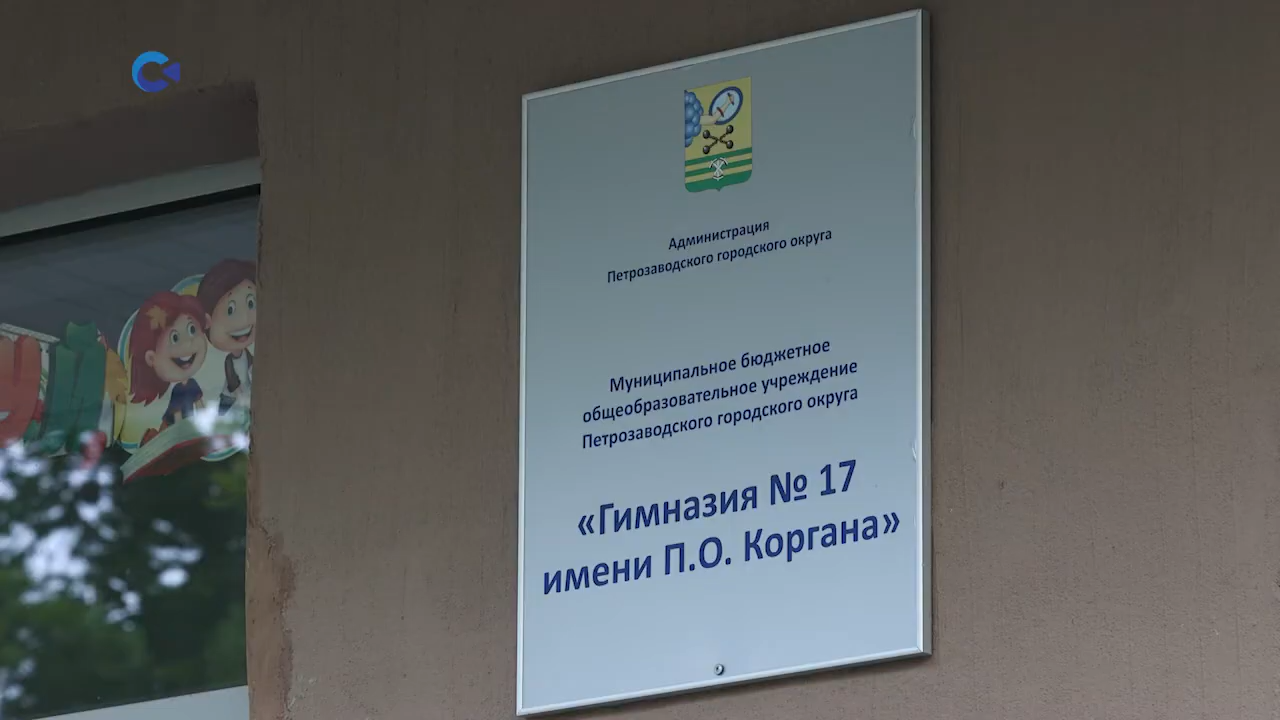 Администрация
Петрозаводского городского округа
Муниципальное бюджетное
общеобразовательное учреждение
Петрозаводского городского округа
«Гимназия № 17
имени П.О. Коргана»